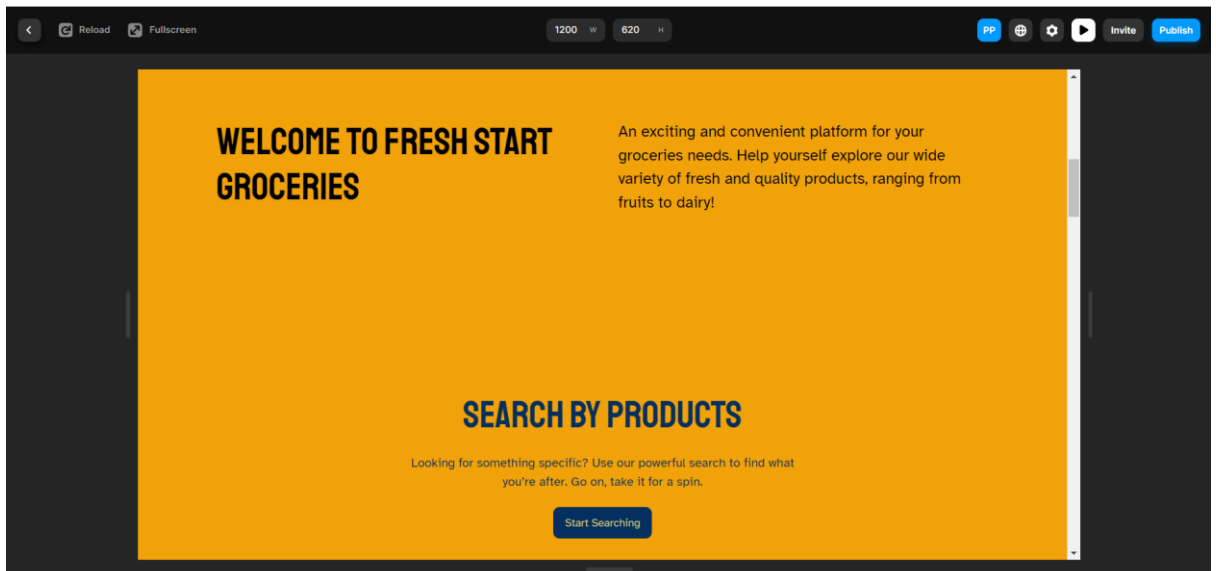 Reload
Fullscreen
1200 W
620 H
PP
Invite
Publish
WELCOME TO FRESH START
GROCERIES
An exciting and convenient platform for your
groceries needs. Help yourself explore our wide
variety of fresh and quality products, ranging from
fruits to dairy!
SEARCH BY PRODUCTS
Looking for something specific? Use our powerful search to find what
you're after. Go on, take it for a spin.
Start Searching